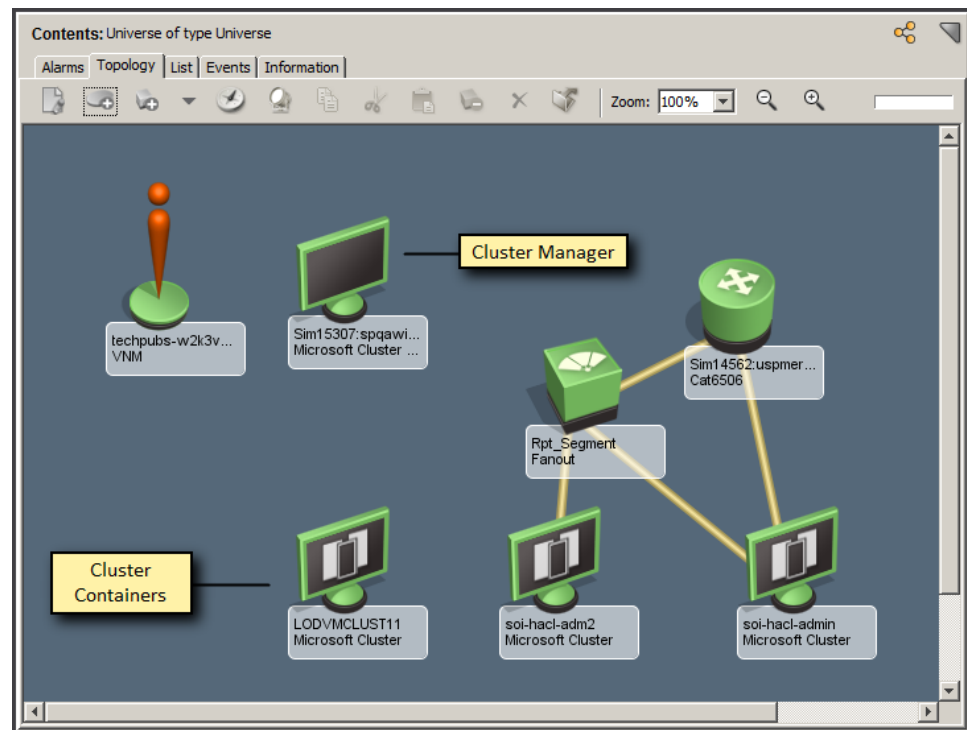 Contents: Universe of type Universe
Alarms Topology List Events Information
Zoom: 100%
Cluster Manager
techpubs-w2k3v...
VNM
Sim15307:spqawi...
Microsoft Cluster ...
Sim14562:uspmer...
Cat6506
Rpt_Segment
Fanout
Cluster
Containers
LODVMCLUST11
Microsoft Cluster
soi-hacl-adm2
Microsoft Cluster
soi-hacl-admin
Microsoft Cluster